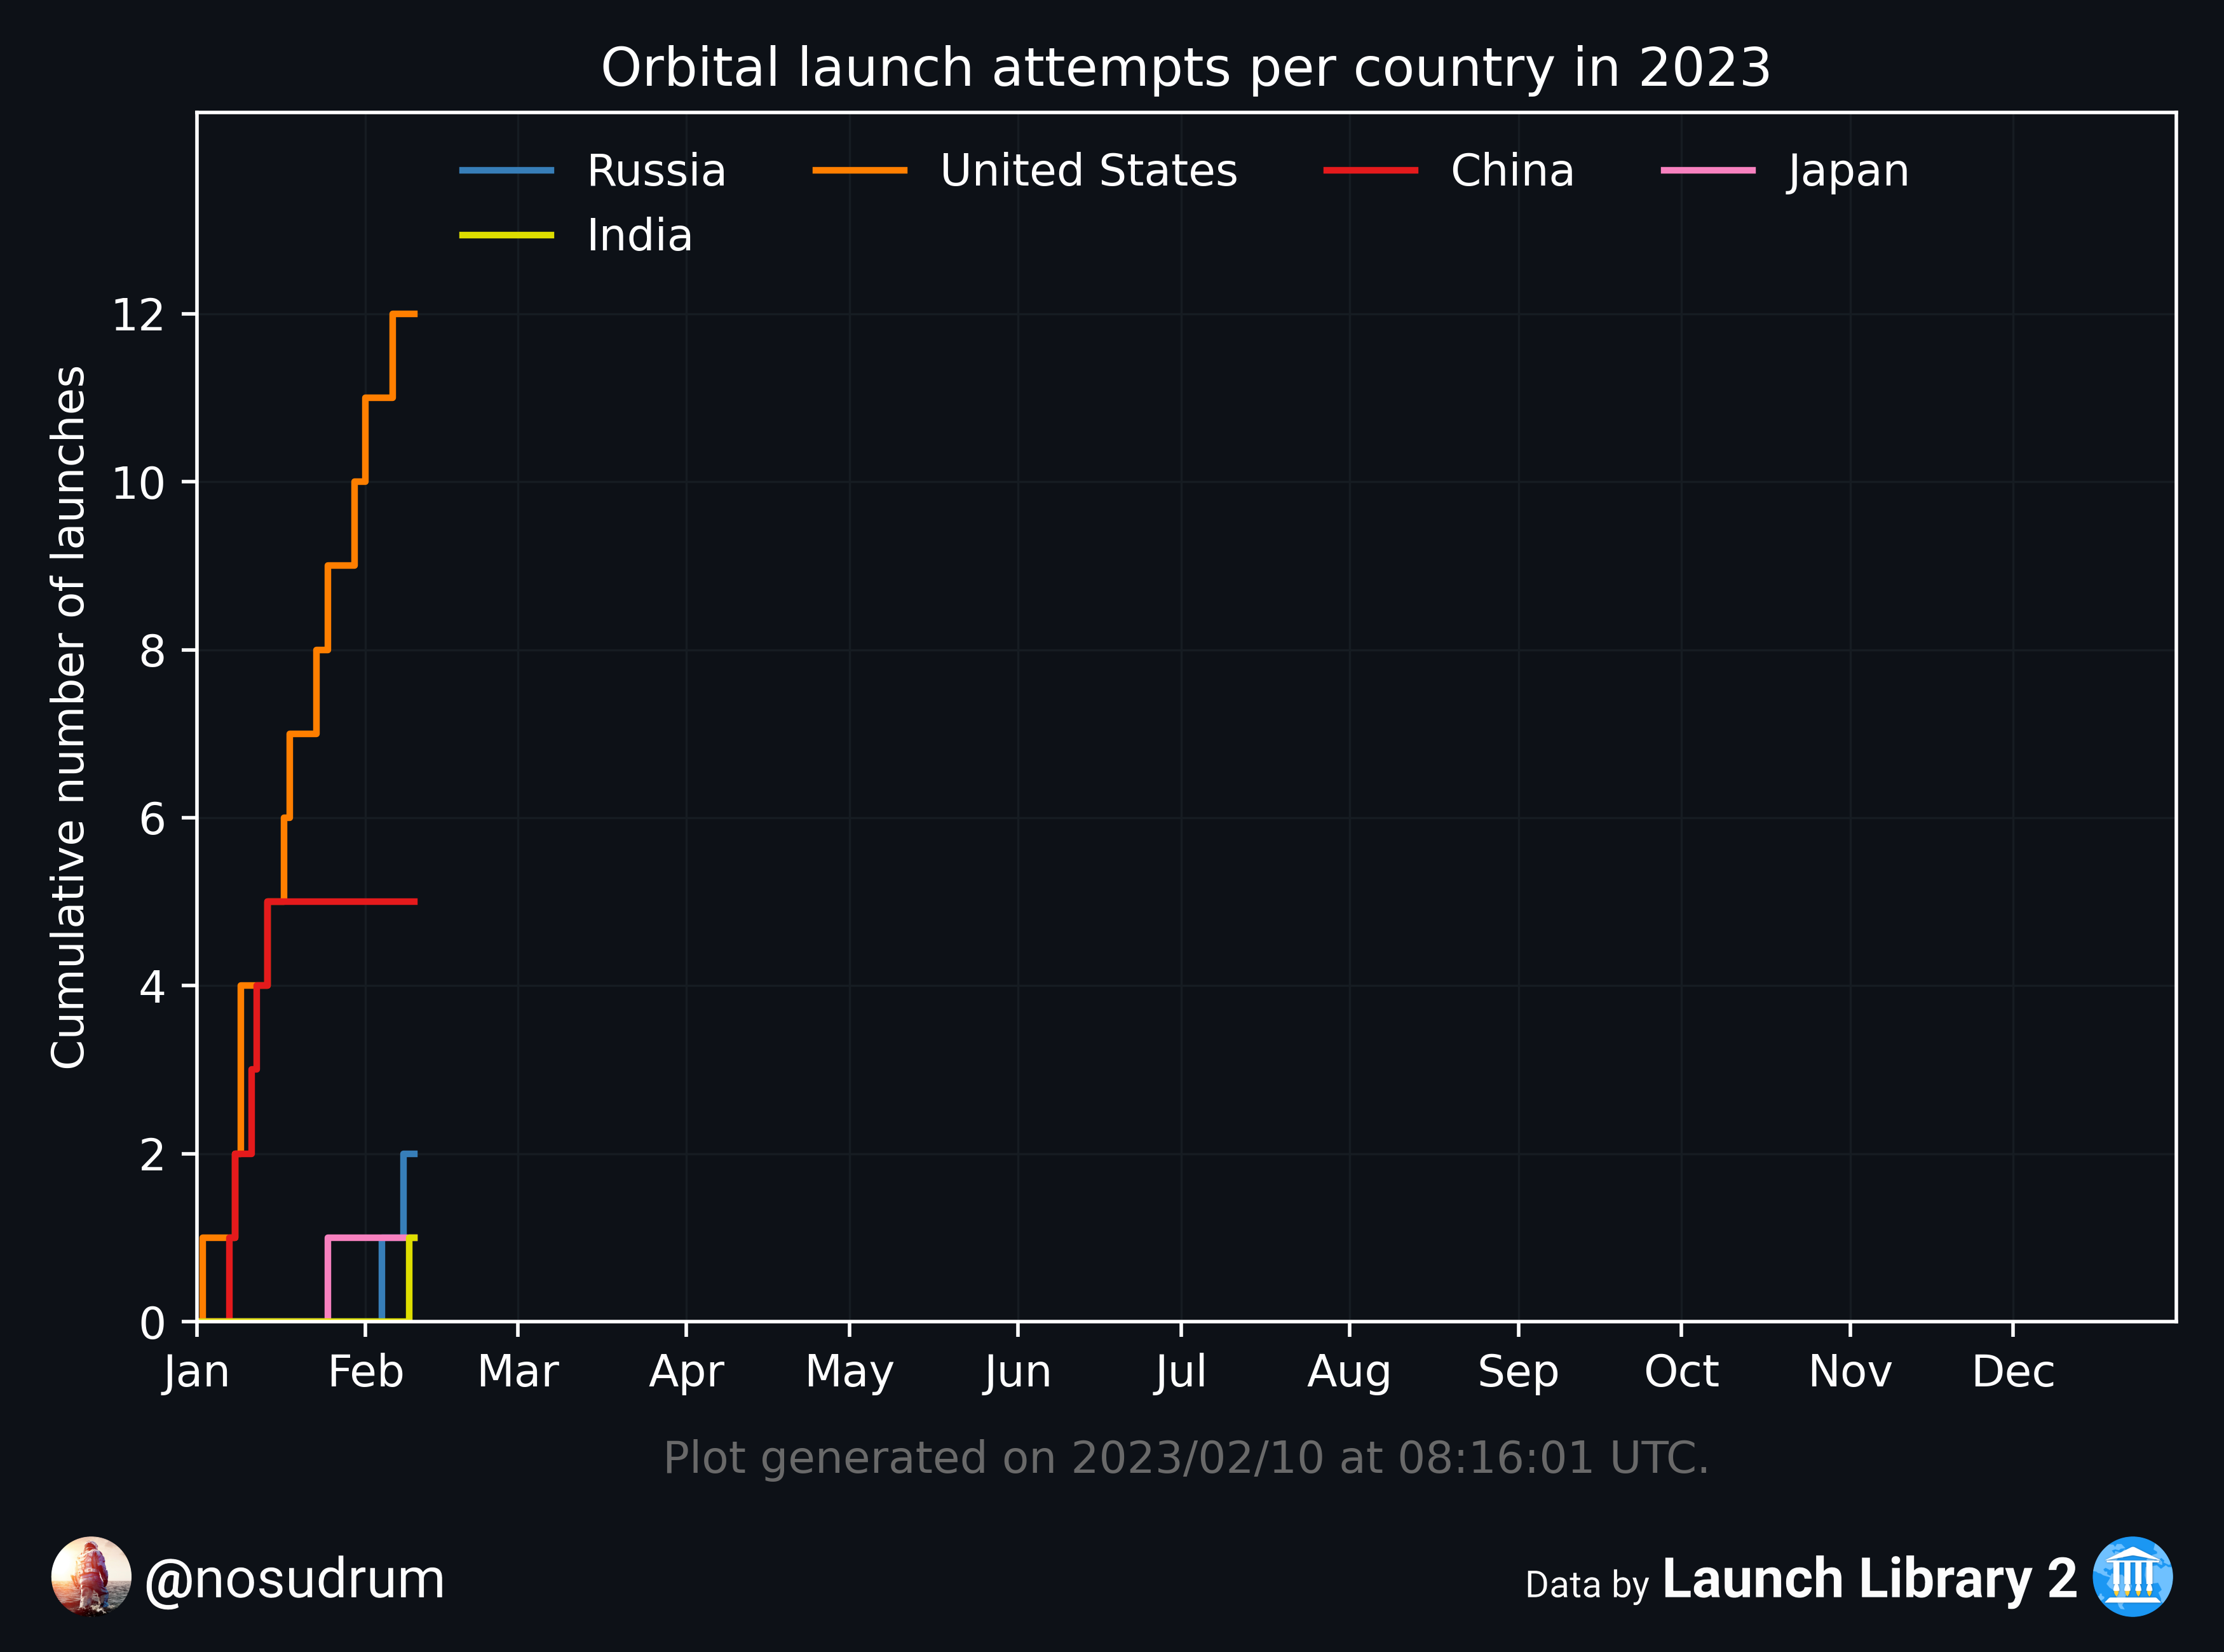 Orbital launch attempts per country in 2023
Russia United States China Japan
India
Cumulative number of launches
12
10
8
6
4
2
0
Jan Feb Mar Apr May Jun Jul Aug Sep Oct Nov Dec
Plot generated on 2023/02/10 at 08:16:01 UTC.
@nosudrum
Data by Launch Library 2